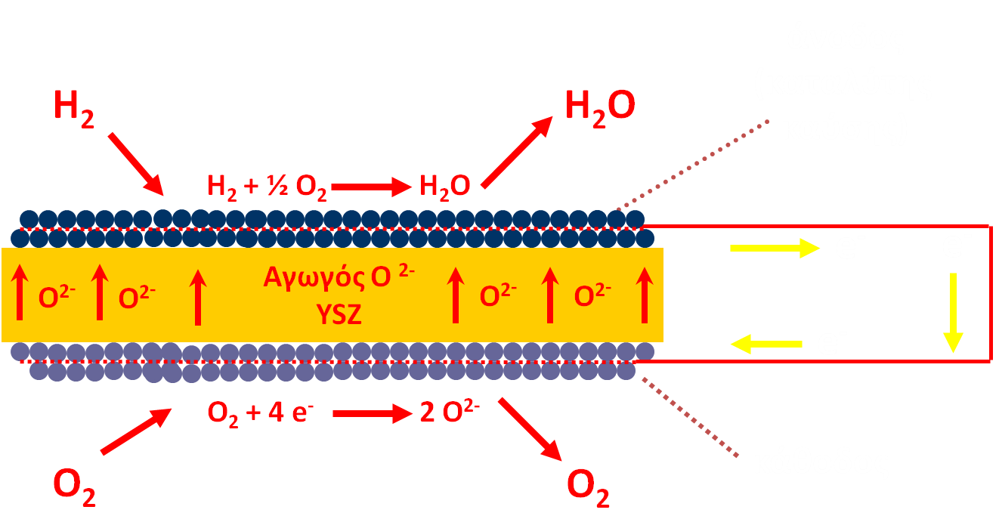 H₂ H₂O
H₂ + ½ O₂ H₂O
Αγωγός Ο ²⁻
O²⁻ O²⁻ O²⁻ O²⁻
YSZ
O₂ + 4 e⁻ 2 O²⁻
O₂ O₂